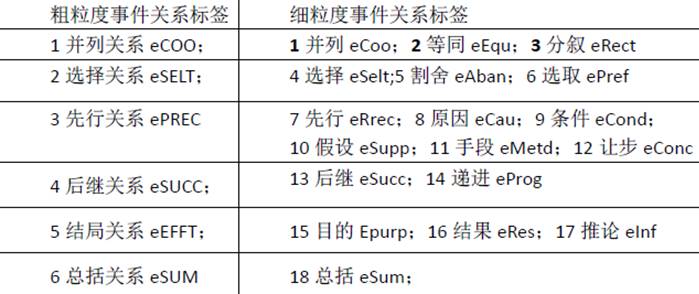 粗粒度事件关系标签 细粒度事件关系标签
1 并列关系 eCOO； 1 并列 eCoo；2 等同 eEqu；3 分叙 eRect
2 选择关系 eSELT； 4 选择 eSelt;5 割舍 eAban；6 选取 ePref
3 先行关系 ePREC 7 先行 eRrec；8 原因 eCau；9 条件 eCond；
10 假设 eSupp；11 手段 eMetd；12 让步 eConc
4 后继关系 eSUCC； 13 后继 eSucc；14 递进 eProg
5 结局关系 eEFFT； 15 目的 Epurp；16 结果 eRes；17 推论 eInf
6 总括关系 eSUM 18 总括 eSum；